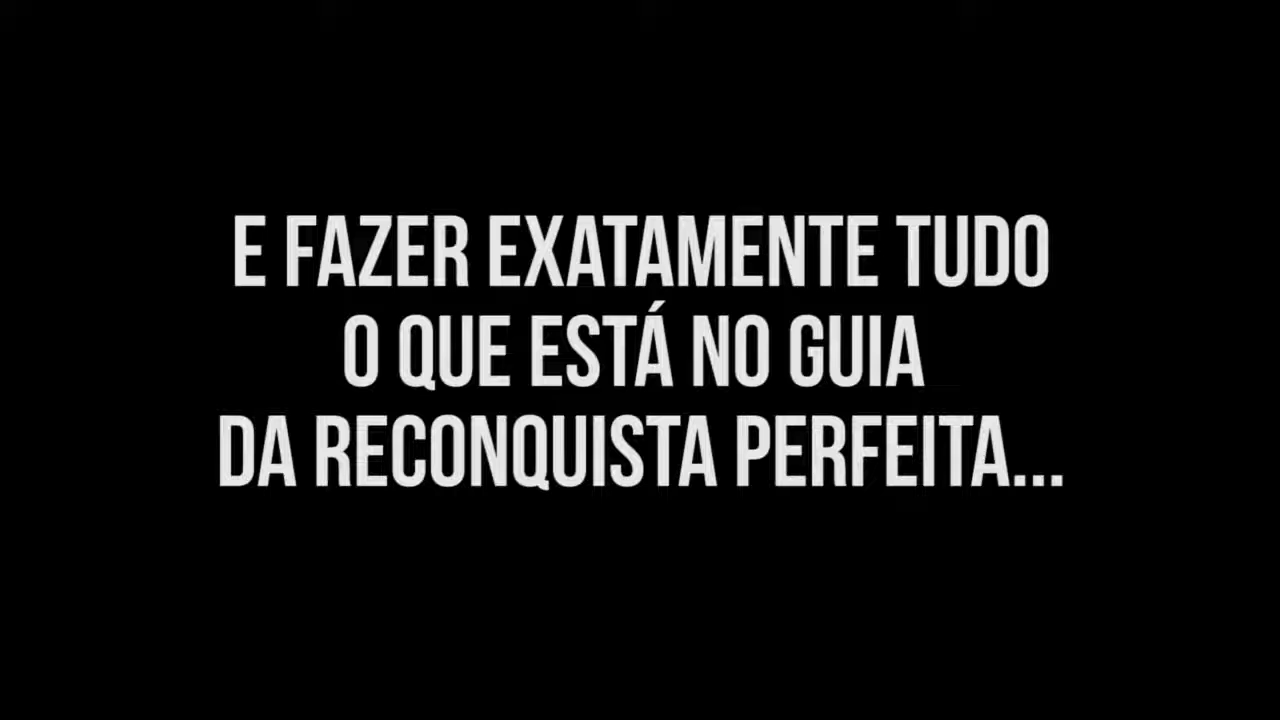 E FAZER EXATAMENTE TUDO
O QUE ESTÁ NO GUIA
DA RECONQUISTA PERFEITA...